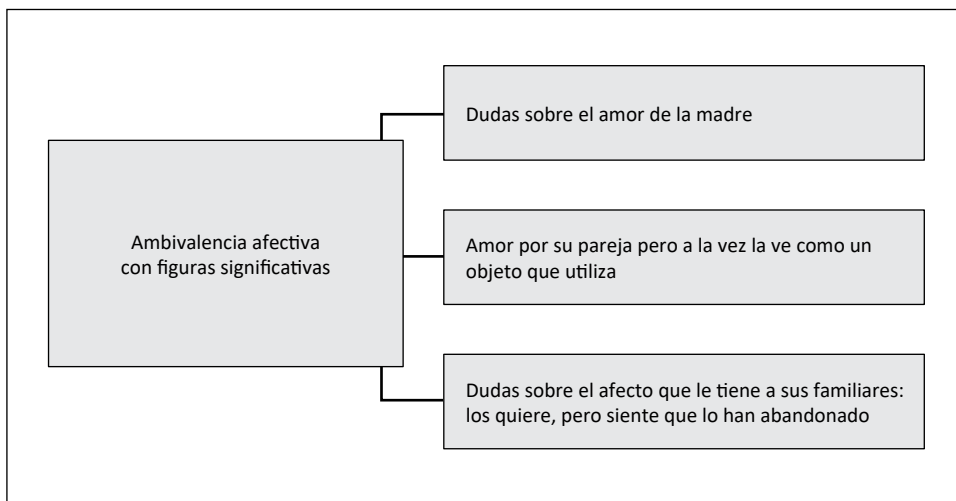 Dudas sobre el amor de la madre
Ambivalencia afectiva
con figuras significativas
Amor por su pareja pero a la vez la ve como un
objeto que utiliza
Dudas sobre el afecto que le tiene a sus familiares:
los quiere, pero siente que lo han abandonado